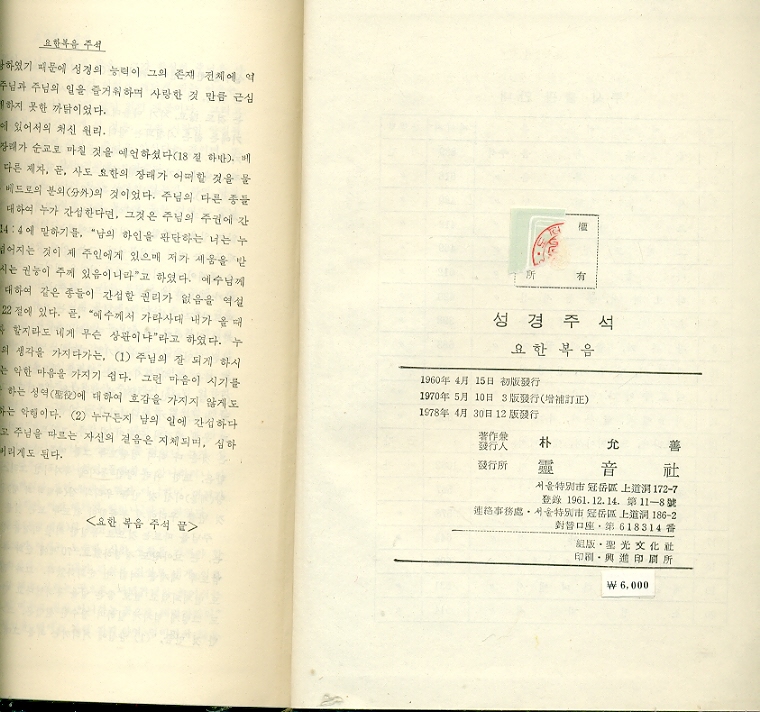 요한복음 주석
하였기 때문에 성경의 능력이 그의 존재 전체에 역
주님과 주님의 일을 즐거워하며 사랑한 것 만큼 근심
하지 못한 까닭이었다.
에 있어서의 처신 원리.
장래가 순교로 마칠 것을 예언하셨다(18 절 하반). 베
다른 제자, 곧, 사도 요한의 장래가 어떠할 것을 물
베드로의 분외(分外)의 것이었다. 주님의 다른 종들
대하여 누가 간섭한다면, 그것은 주님의 주권에 간
14:4에 말하기를, “남의 하인을 판단하는 너는 누
넘어지는 것이 제 주인에게 있으매 저가 세움을 받
시는 권능이 주께 있음이니라”고 하였다. 예수님께
대하여 같은 종들이 간섭할 권리가 없음을 역설
22절에 있다. 곧, “예수께서 가라사대 내가 올 때
할지라도 네게 무슨 상관이냐”라고 하였다. 누
의 생각을 가지다가는, (1) 주님의 잘 되게 하시
는 악한 마음을 가지기 쉽다. 그런 마음이 시기를
하는 성역(聖役)에 대하여 호감을 가지지 않게도
하는 악령이다. (2) 누구든지 남의 일에 간섭하다
고 주님을 따르는 자신의 걸음은 지체되며, 심하
버리게도 된다.
<요한 복음 주석 끝>
權
所 有
성경주석
요한복음
1960年 4月 15日 初版發行
1970年 5月 10日 3版發行(增補訂正)
1978年 4月 30日 12版發行
著作兼
發行人 朴允善
發行所 靈音社
서울特別市 冠岳區 上道洞 172-7
登錄 1961.12.14. 第11-8號
連絡事務處·서울特別市 冠岳區 上道洞 186-2
對替口座·第 618314 番
組版·聖光文化社
印刷·興進印刷所
₩ 6,000